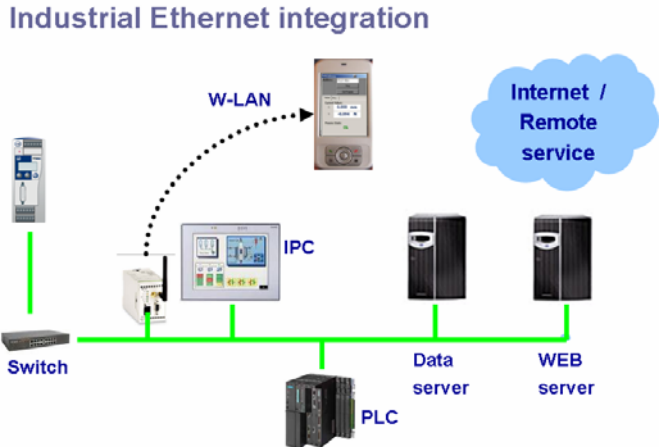 Industrial Ethernet integration
W-LAN
Internet /
Remote
service
IPC
Switch
Data
server
WEB
server
PLC